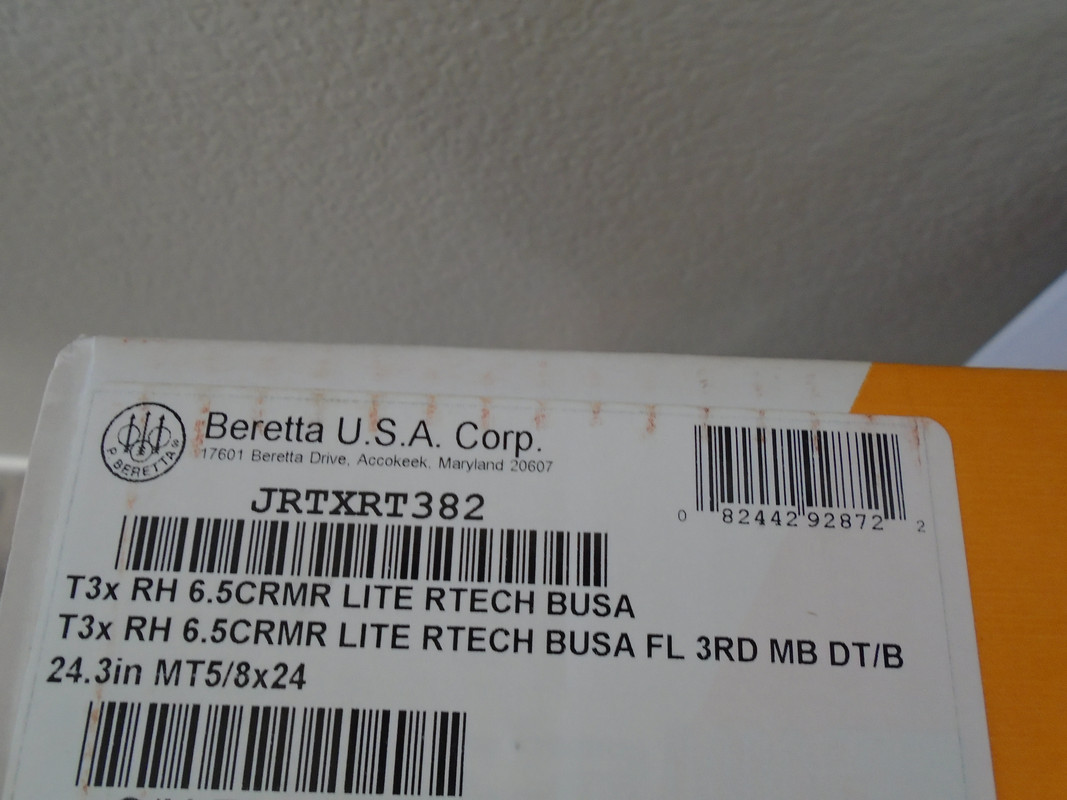 Beretta U.S.A. Corp.
17601 Beretta Drive, Accokeek, Maryland 20607
P. BERETTA
JRTXRT382
0 82442 92872 2
T3x RH 6.5CRMR LITE RTECH BUSA
T3x RH 6.5CRMR LITE RTECH BUSA FL 3RD MB DT/B
24.3in MT5/8x24